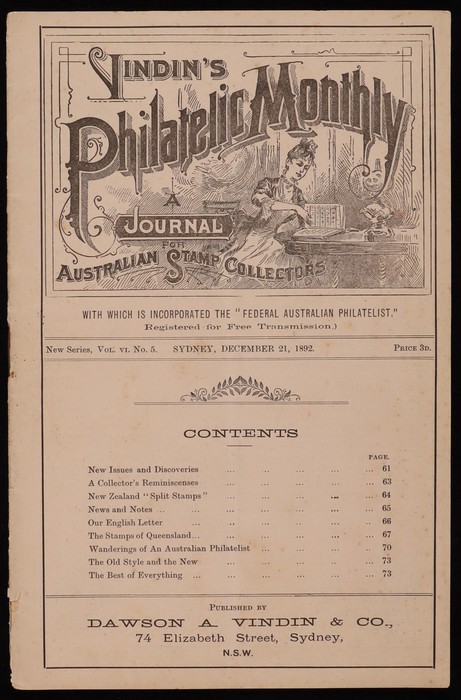 VINDIN'S
Philatelic Monthly
A
JOURNAL
FOR
AUSTRALIAN STAMP COLLECTORS
WITH WHICH IS INCORPORATED THE "FEDERAL AUSTRALIAN PHILATELIST."
Registered for Free Transmission.)
New Series, Vol. vi. No. 5. SYDNEY, DECEMBER 21, 1892. Price 3d.
CONTENTS
PAGE.
New Issues and Discoveries ... .. ... ... ... 61
A Collector's Reminiscenses ... .. ... ... ... 63
New Zealand "Split Stamps" ... .. ... ... ... 64
News and Notes ... ... ... .. ... ... ... 65
Our English Letter ... .. ... ... ... ... 66
The Stamps of Queensland... ... ... ... ... ... 67
Wanderings of An Australian Philatelist ... ... ... ... 70
The Old Style and the New ... ... ... ... ... 73
The Best of Everything ... ... ... ... ... ... 73
Published by
DAWSON A. VINDIN & CO.,
74 Elizabeth Street, Sydney,
N.S.W.